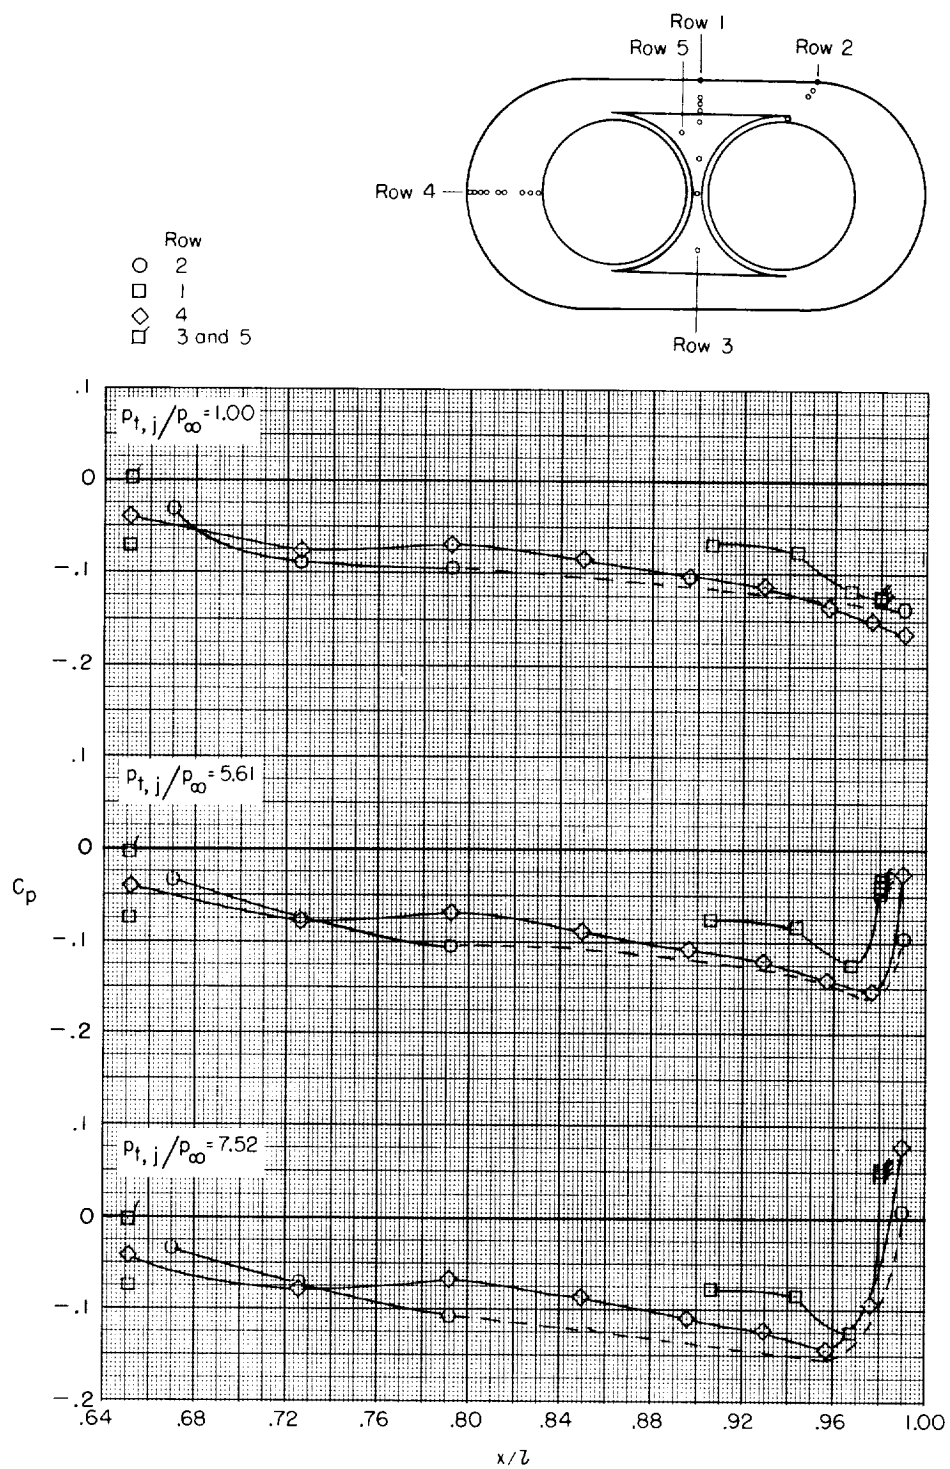 Row 1
Row 5
Row 2
Row 4
Row
2
1
4
3 and 5
Row 3
.1
p_t,j/p_∞ = 1.00
0
-.1
-.2
.1
p_t,j/p_∞ = 5.61
0
C_p
-.1
-.2
.1
p_t,j/p_∞ = 7.52
0
-.1
-.2
.64 .68 .72 .76 .80 .84 .88 .92 .96 1.00
x/l